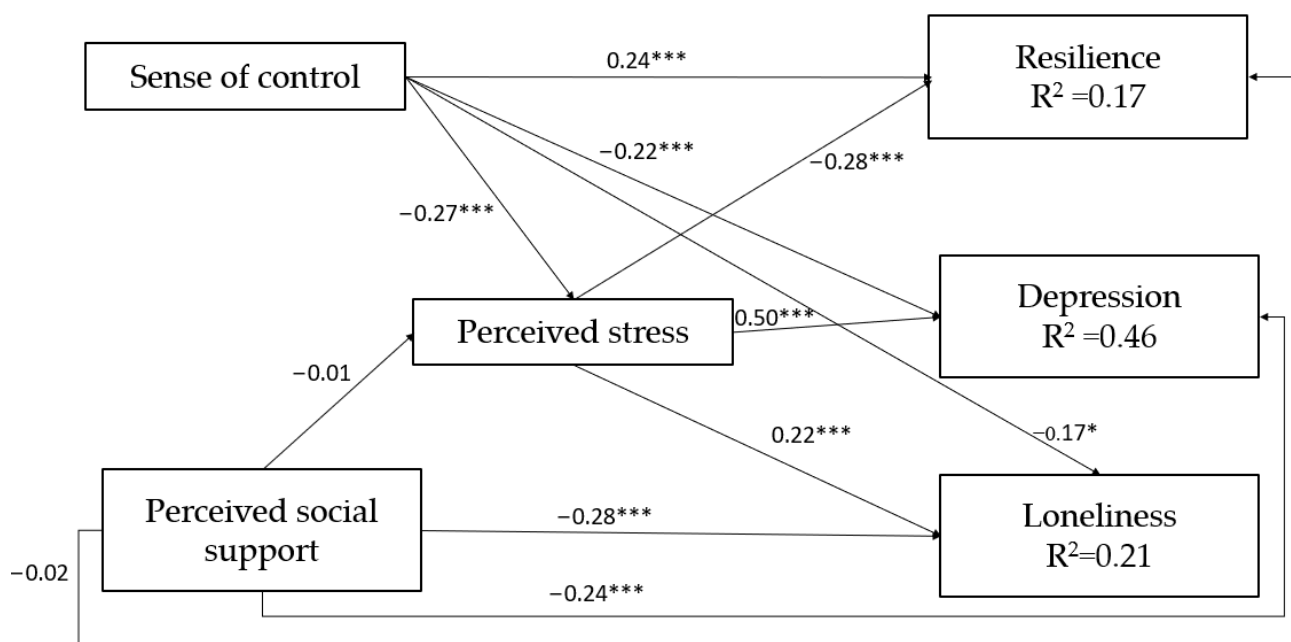 Sense of control
0.24***
Resilience
R² =0.17
−0.22***
−0.28***
−0.27***
Depression
R² =0.46
Perceived stress
0.50***
−0.01
0.22***
−0.17*
Perceived social
support
−0.28***
Loneliness
R²=0.21
−0.02
−0.24***